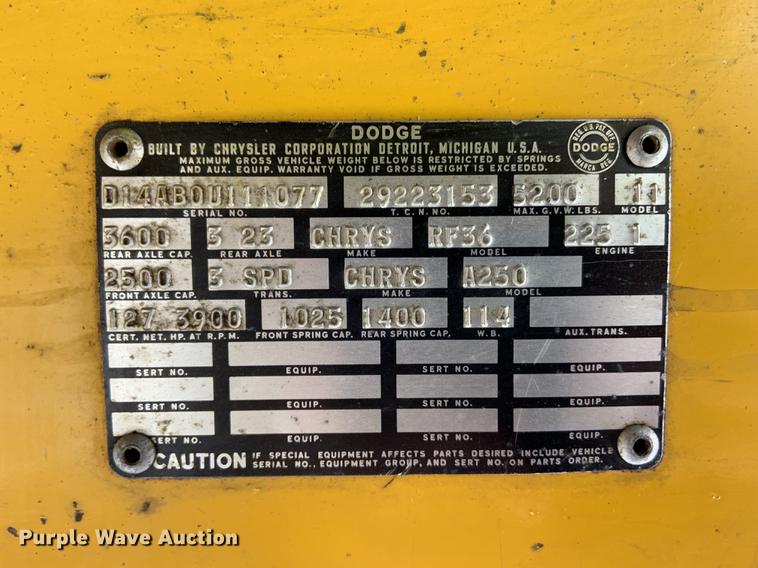 DODGE
BUILT BY CHRYSLER CORPORATION DETROIT, MICHIGAN U.S.A.
MAXIMUM GROSS VEHICLE WEIGHT BELOW IS RESTRICTED BY SPRINGS
AND AUX. EQUIP. WARRANTY VOID IF GROSS WEIGHT IS EXCEEDED.
REG. U.S. PAT. OFF.
DODGE
MARCA REG.
D14AB0U111077 29223153 5200 11
SERIAL NO. T. C. N. NO. MAX. G.V.W. LBS. MODEL
3600 3 23 CHRYS RF36 225 1
REAR AXLE CAP. REAR AXLE MAKE MODEL ENGINE
2500 3 SPD CHRYS A250
FRONT AXLE CAP. TRANS. MAKE MODEL
127 3900 1025 1400 114
CERT. NET. HP. AT R.P.M. FRONT SPRING CAP. REAR SPRING CAP. W.B. AUX. TRANS.
SERT NO. EQUIP. SERT NO. EQUIP.
SERT NO. EQUIP. SERT NO. EQUIP.
SERT NO. EQUIP. SERT NO. EQUIP.
CAUTION IF SPECIAL EQUIPMENT AFFECTS PARTS DESIRED INCLUDE VEHICLE
SERIAL NO., EQUIPMENT GROUP, AND SERT NO. ON PARTS ORDER.
Purple Wave Auction